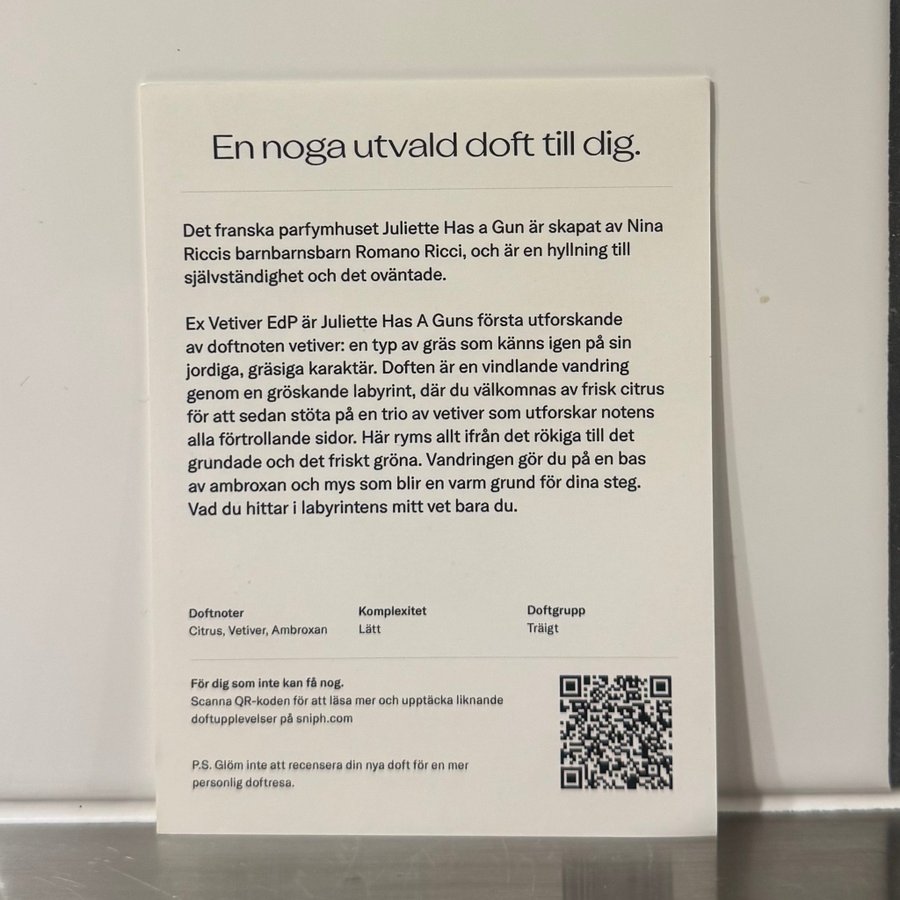 En noga utvald doft till dig.
Det franska parfymhuset Juliette Has a Gun är skapat av Nina
Riccis barnbarnsbarn Romano Ricci, och är en hyllning till
självständighet och det oväntade.
Ex Vetiver EdP är Juliette Has A Guns första utforskande
av doftnoten vetiver: en typ av gräs som känns igen på sin
jordiga, gräsiga karaktär. Doften är en vindlande vandring
genom en gröskande labyrint, där du välkomnas av frisk citrus
för att sedan stöta på en trio av vetiver som utforskar notens
alla förtrollande sidor. Här ryms allt ifrån det rökiga till det
grundade och det friskt gröna. Vandringen gör du på en bas
av ambroxan och mys som blir en varm grund för dina steg.
Vad du hittar i labyrintens mitt vet bara du.
Doftnoter
Citrus, Vetiver, Ambroxan
Komplexitet
Lätt
Doftgrupp
Träigt
För dig som inte kan få nog.
Scanna QR-koden för att läsa mer och upptäcka liknande
doftupplevelser på sniph.com
P.S. Glöm inte att recensera din nya doft för en mer
personlig doftresa.